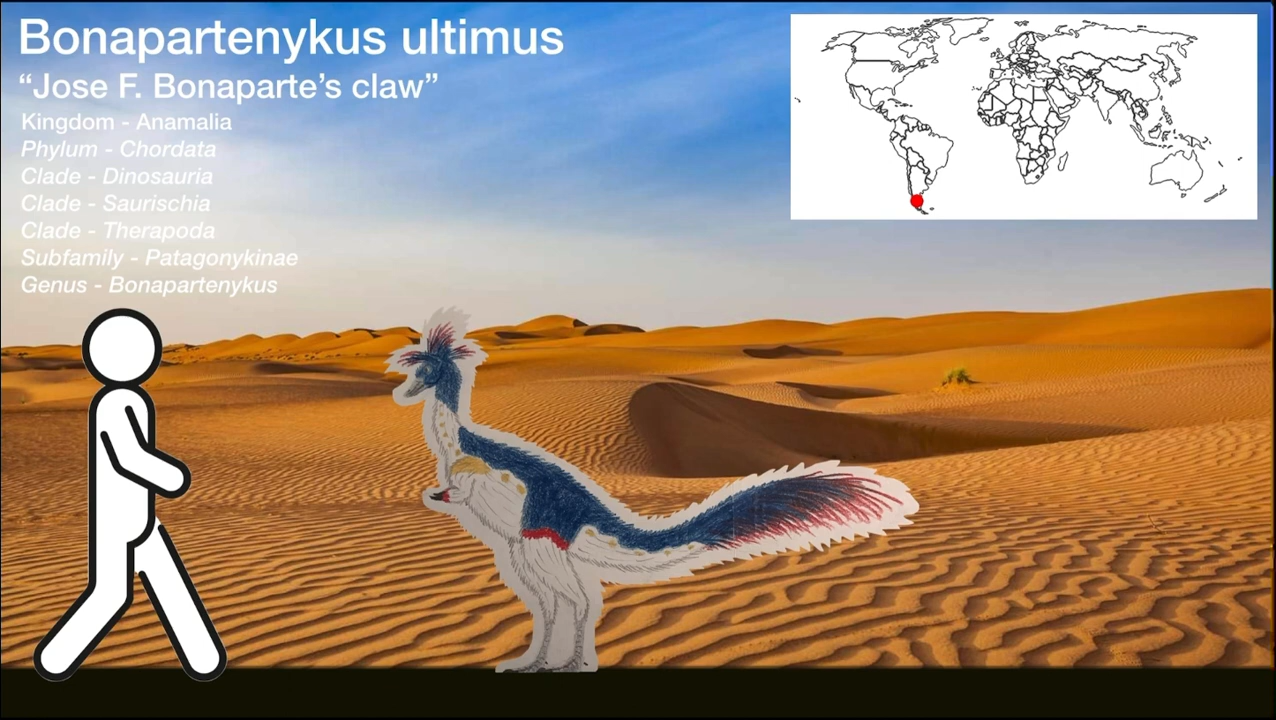 Bonapartenykus ultimus
“Jose F. Bonaparte’s claw”
Kingdom - Anamalia
Phylum - Chordata
Clade - Dinosauria
Clade - Saurischia
Clade - Therapoda
Subfamily - Patagonykinae
Genus - Bonapartenykus